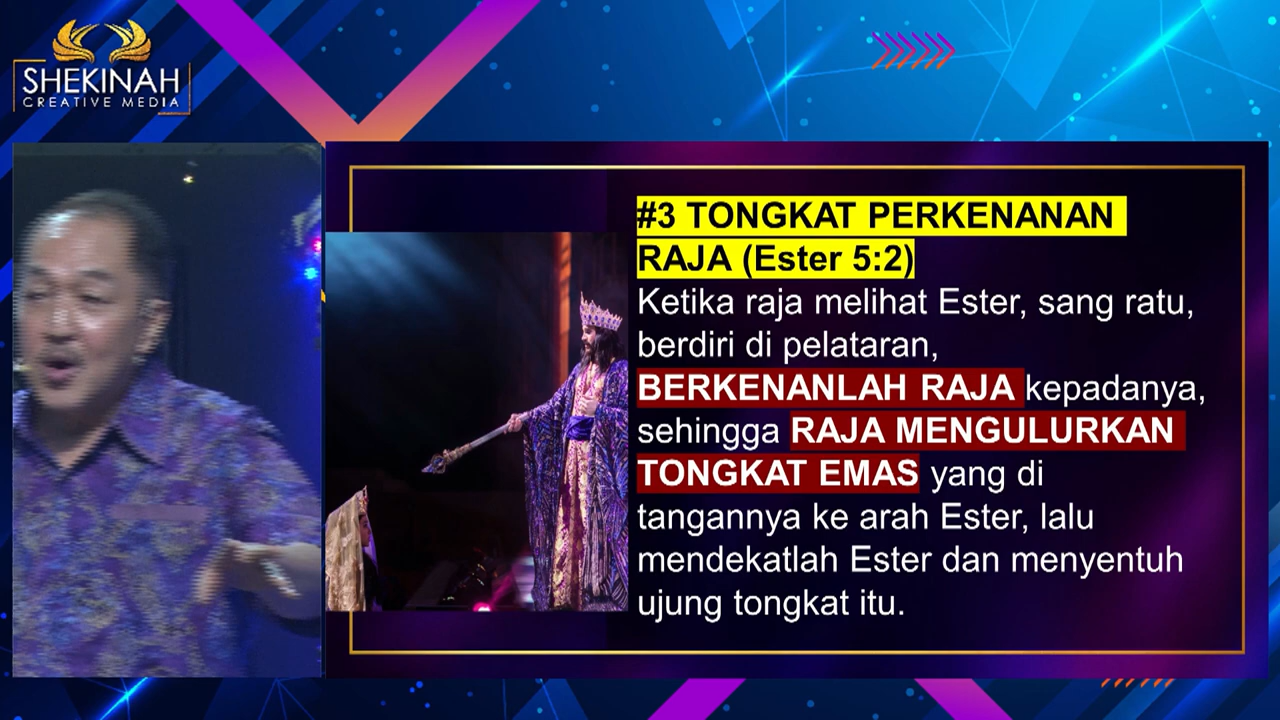 SHEKINAH
CREATIVE MEDIA
#3 TONGKAT PERKENANAN
RAJA (Ester 5:2)
Ketika raja melihat Ester, sang ratu,
berdiri di pelataran,
BERKENANLAH RAJA kepadanya,
sehingga RAJA MENGULURKAN
TONGKAT EMAS yang di
tangannya ke arah Ester, lalu
mendekatlah Ester dan menyentuh
ujung tongkat itu.